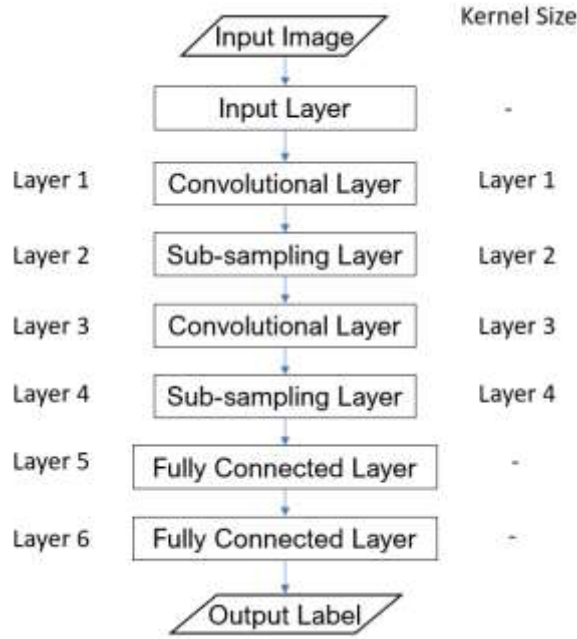 Kernel Size
Input Image
Input Layer -
Layer 1 Convolutional Layer Layer 1
Layer 2 Sub-sampling Layer Layer 2
Layer 3 Convolutional Layer Layer 3
Layer 4 Sub-sampling Layer Layer 4
Layer 5 Fully Connected Layer -
Layer 6 Fully Connected Layer -
Output Label